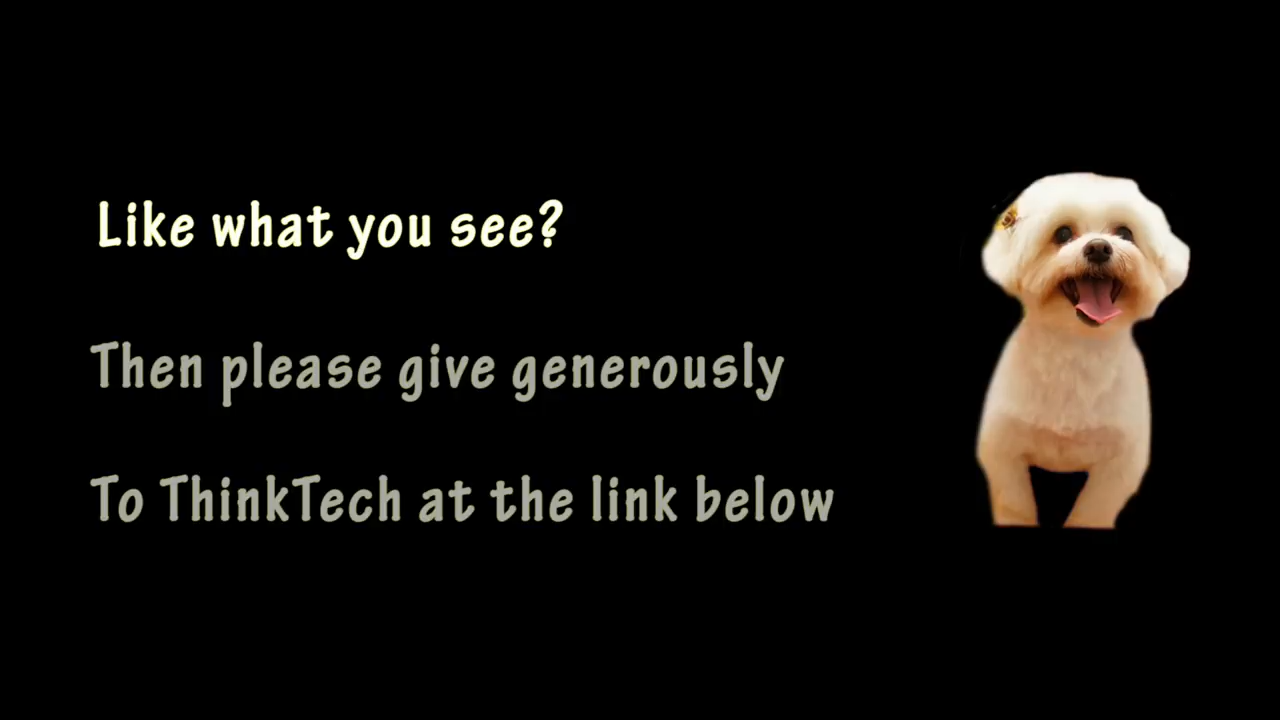 Like what you see?
Then please give generously
To ThinkTech at the link below